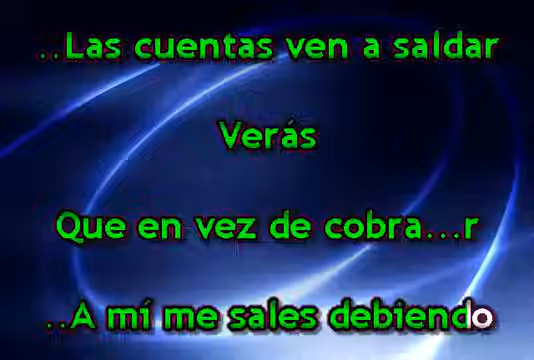 ..Las cuentas ven a saldar
Verás
Que en vez de cobra...r
..A mí me sales debiendo